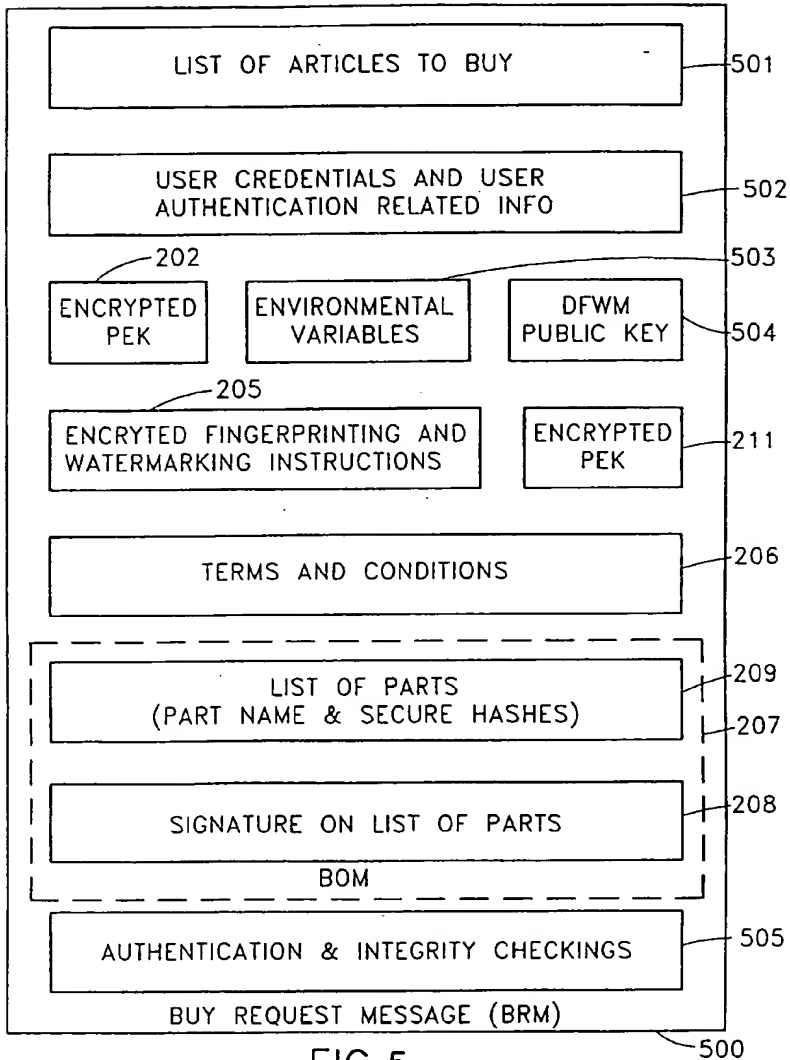 LIST OF ARTICLES TO BUY
501
USER CREDENTIALS AND USER
AUTHENTICATION RELATED INFO
502
202
503
ENCRYPTED
PEK
ENVIRONMENTAL
VARIABLES
DFWM
PUBLIC KEY
504
205
ENCRYTED FINGERPRINTING AND
WATERMARKING INSTRUCTIONS
ENCRYPTED
PEK
211
TERMS AND CONDITIONS
206
LIST OF PARTS
(PART NAME & SECURE HASHES)
209
207
SIGNATURE ON LIST OF PARTS
208
BOM
AUTHENTICATION & INTEGRITY CHECKINGS
505
BUY REQUEST MESSAGE (BRM)
500
FIG. 5